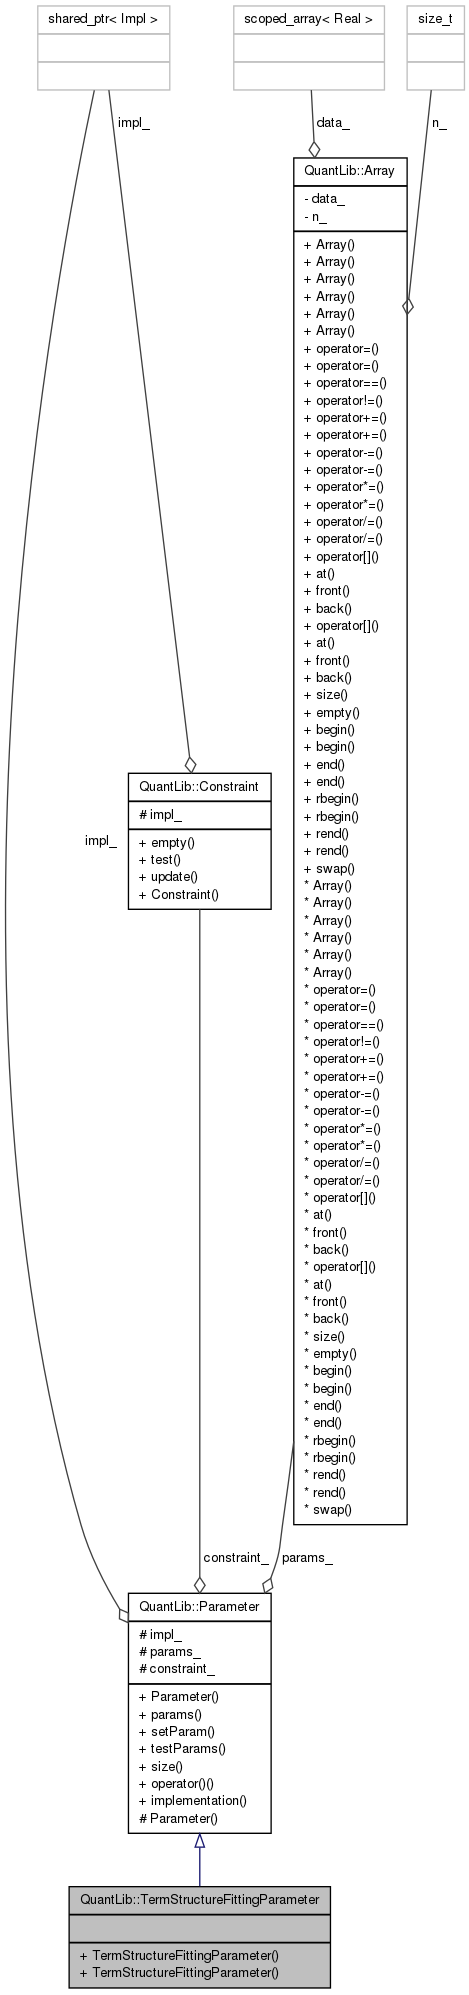 shared_ptr< Impl >
scoped_array< Real >
size_t
impl_
data_
n_
QuantLib::Array
- data_
- n_
+ Array()
+ Array()
+ Array()
+ Array()
+ Array()
+ Array()
+ operator=()
+ operator=()
+ operator==()
+ operator!=()
+ operator+=()
+ operator+=()
+ operator-=()
+ operator-=()
+ operator*=()
+ operator*=()
+ operator/=()
+ operator/=()
+ operator[]()
+ at()
+ front()
+ back()
+ operator[]()
+ at()
+ front()
+ back()
+ size()
+ empty()
+ begin()
+ begin()
+ end()
+ end()
+ rbegin()
+ rbegin()
+ rend()
+ rend()
+ swap()
* Array()
* Array()
* Array()
* Array()
* Array()
* Array()
* operator=()
* operator=()
* operator==()
* operator!=()
* operator+=()
* operator+=()
* operator-=()
* operator-=()
* operator*=()
* operator*=()
* operator/=()
* operator/=()
* operator[]()
* at()
* front()
* back()
* operator[]()
* at()
* front()
* back()
* size()
* empty()
* begin()
* begin()
* end()
* end()
* rbegin()
* rbegin()
* rend()
* rend()
* swap()
QuantLib::Constraint
# impl_
+ empty()
+ test()
+ update()
+ Constraint()
impl_
constraint_
params_
QuantLib::Parameter
# impl_
# params_
# constraint_
+ Parameter()
+ params()
+ setParam()
+ testParams()
+ size()
+ operator()()
+ implementation()
# Parameter()
QuantLib::TermStructureFittingParameter
+ TermStructureFittingParameter()
+ TermStructureFittingParameter()